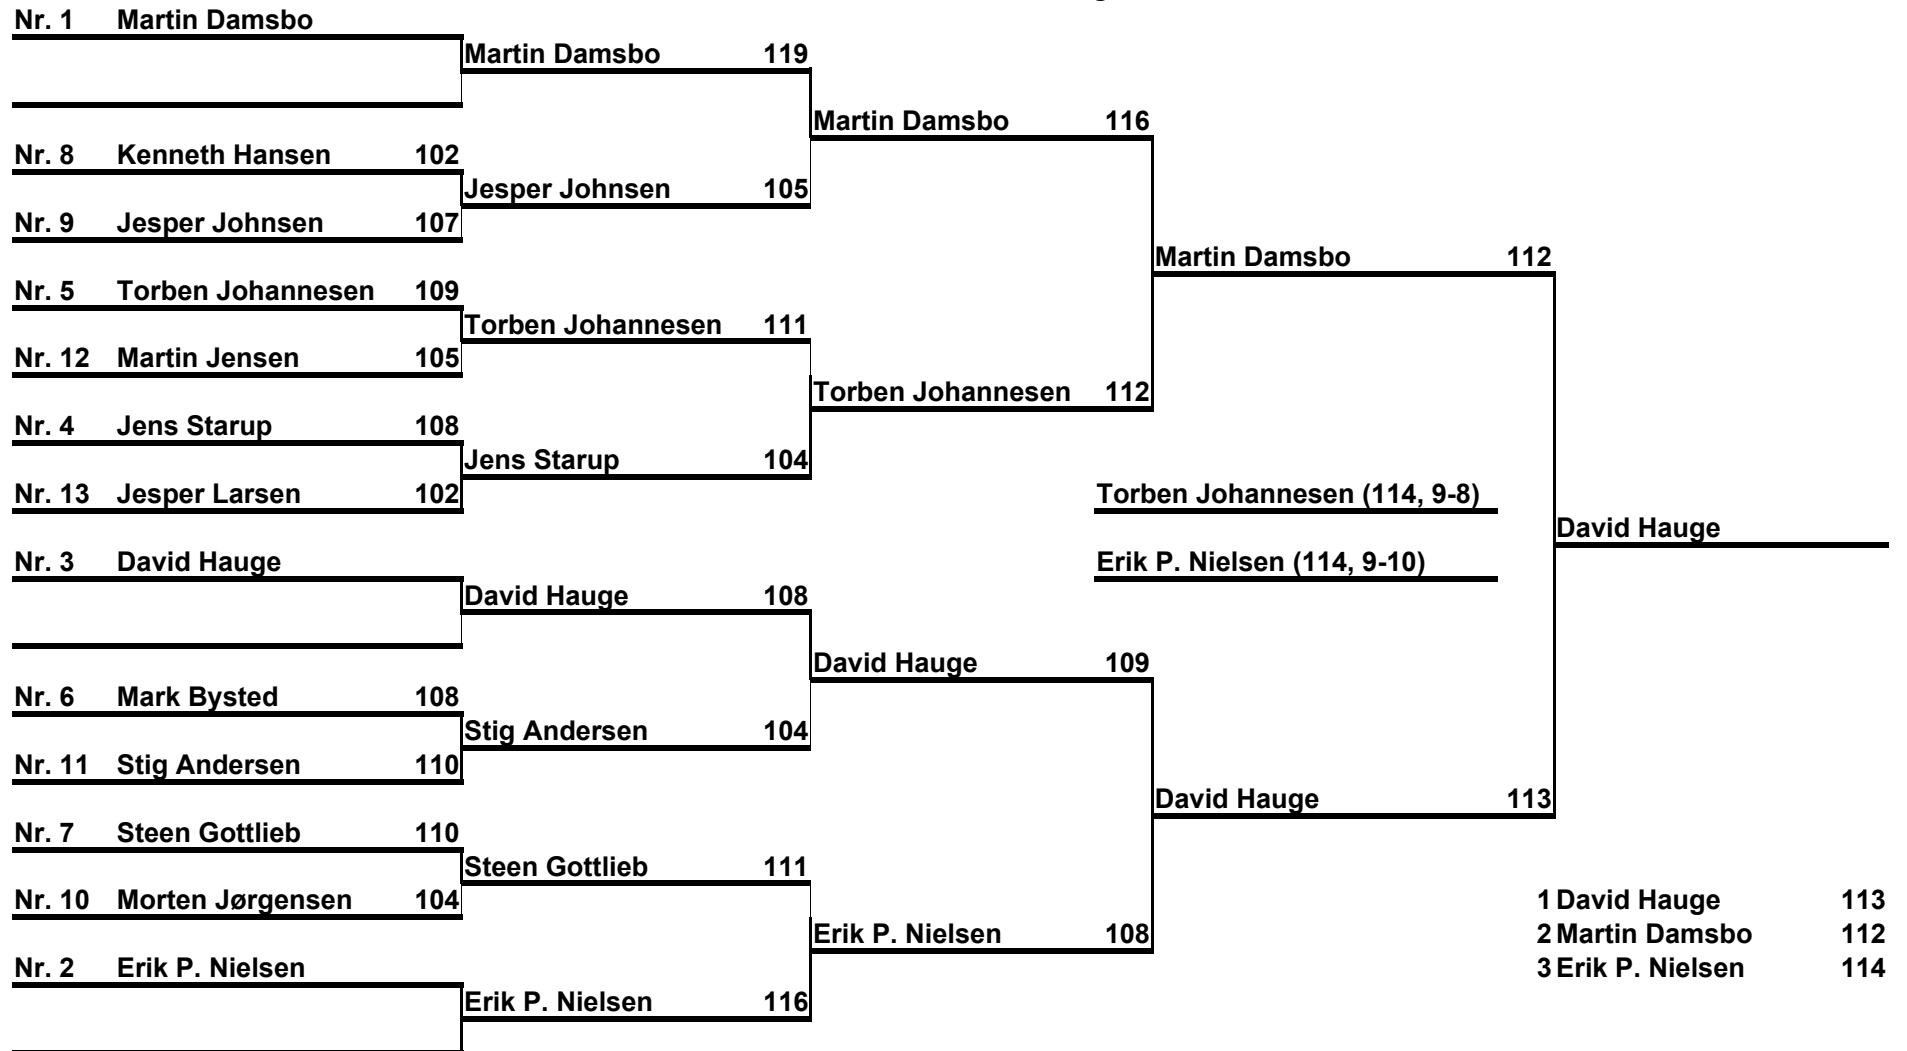 Nr. 1 Martin Damsbo
Martin Damsbo 119
Martin Damsbo 116
Nr. 8 Kenneth Hansen 102
Jesper Johnsen 105
Nr. 9 Jesper Johnsen 107
Martin Damsbo 112
Nr. 5 Torben Johannesen 109
Torben Johannesen 111
Nr. 12 Martin Jensen 105
Torben Johannesen 112
Nr. 4 Jens Starup 108
Jens Starup 104
Nr. 13 Jesper Larsen 102
Torben Johannesen (114, 9-8)
David Hauge
Nr. 3 David Hauge
Erik P. Nielsen (114, 9-10)
David Hauge 108
David Hauge 109
Nr. 6 Mark Bysted 108
Stig Andersen 104
Nr. 11 Stig Andersen 110
David Hauge 113
Nr. 7 Steen Gottlieb 110
Steen Gottlieb 111
Nr. 10 Morten Jørgensen 104
1 David Hauge 113
Erik P. Nielsen 108
2 Martin Damsbo 112
Nr. 2 Erik P. Nielsen
3 Erik P. Nielsen 114
Erik P. Nielsen 116